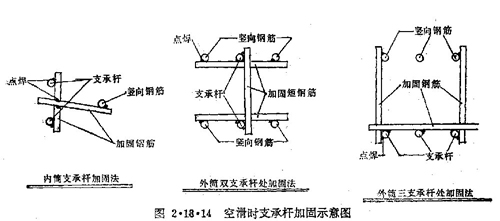 点焊
支承杆
竖向钢筋
加固钢筋
内筒支承杆加固法
点焊
竖向钢筋
支承杆
加固短钢筋
竖向钢筋
外筒双支承杆处加固法
竖向钢筋
加固钢筋
点焊
支承杆
外筒三支承杆处加固法
图 2·18·14 空滑时支承杆加固示意图